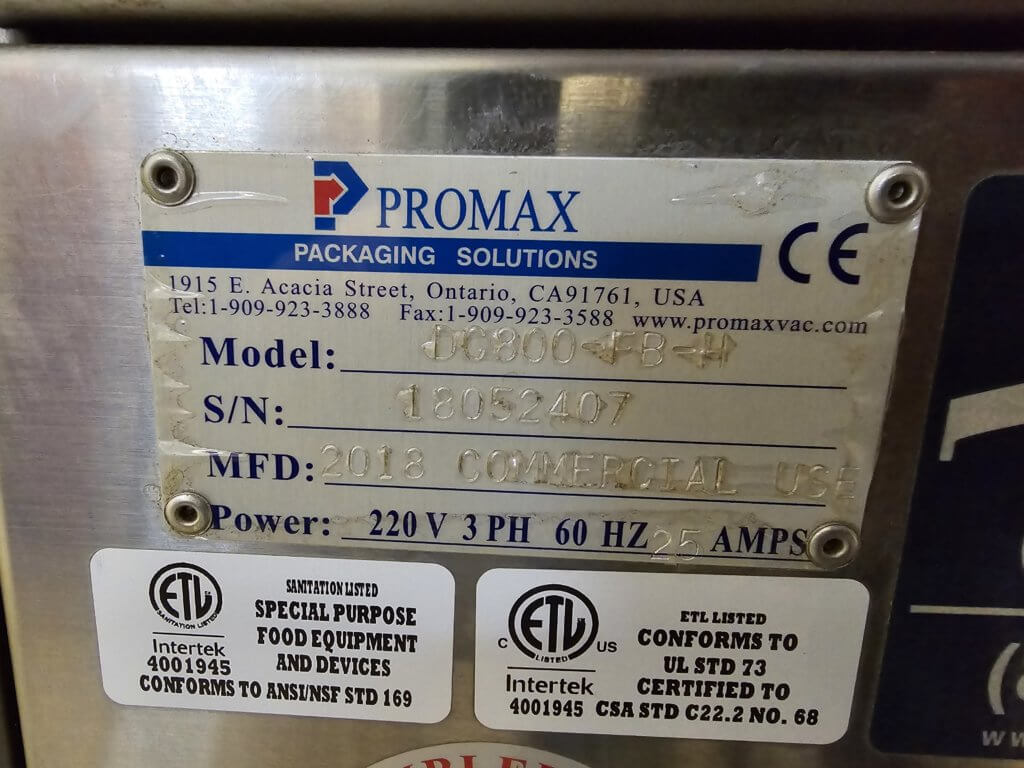 PROMAX
PACKAGING SOLUTIONS
CE
1915 E. Acacia Street, Ontario, CA91761, USA
Tel:1-909-923-3888 Fax:1-909-923-3588 www.promaxvac.com
Model: DC800-FB-H
S/N: 18052407
MFD: 2018 COMMERCIAL USE
Power: 220 V 3 PH 60 HZ 25 AMPS
ETL
SANITATION LISTED
Intertek
4001945
SANITATION LISTED
SPECIAL PURPOSE
FOOD EQUIPMENT
AND DEVICES
CONFORMS TO ANSI/NSF STD 169
C ETL US
LISTED
Intertek
4001945
ETL LISTED
CONFORMS TO
UL STD 73
CERTIFIED TO
CSA STD C22.2 NO. 68